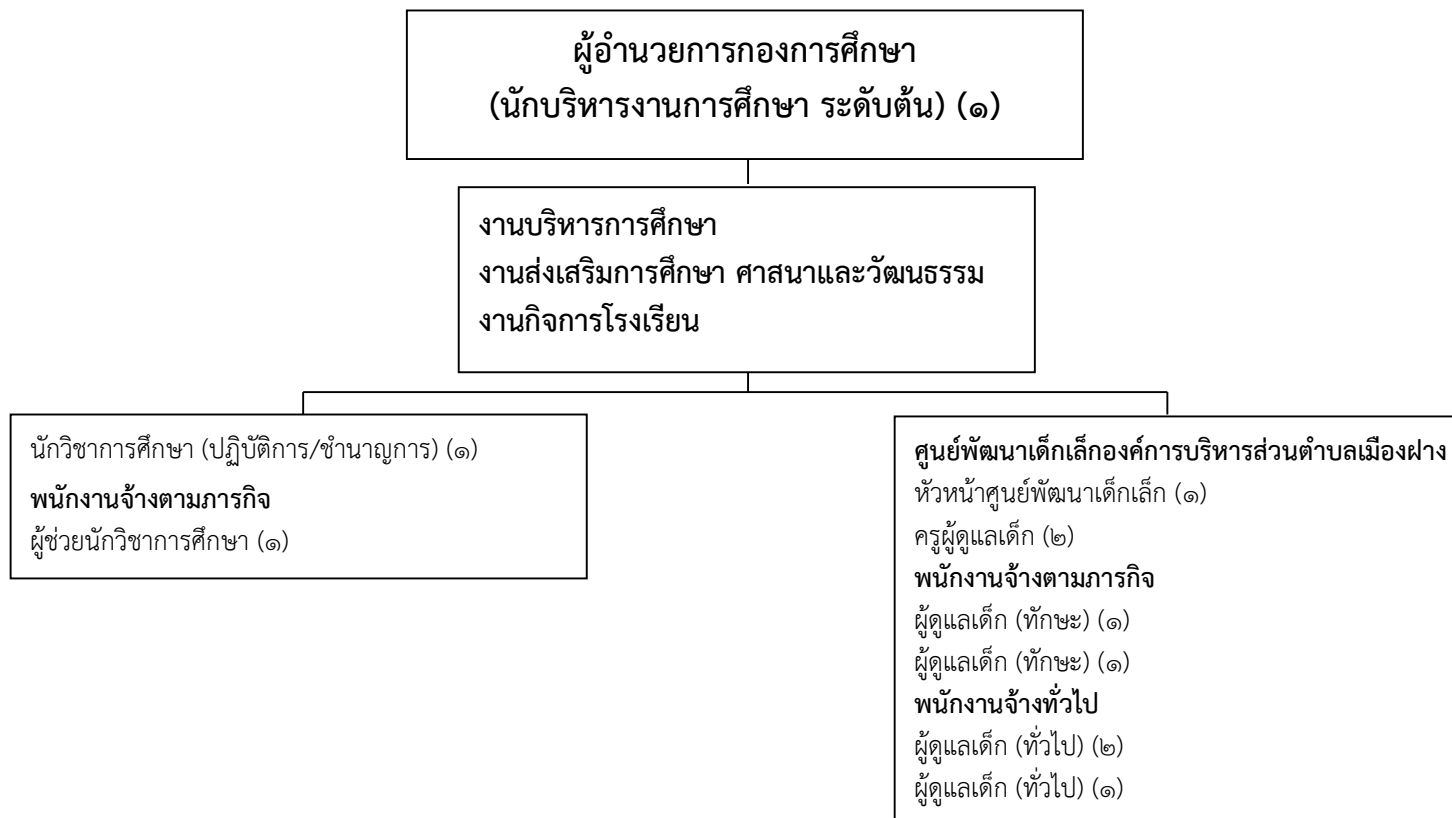 ผู้อำนวยการกองการศึกษา
(นักบริหารงานการศึกษา ระดับต้น) (๑)
งานบริหารการศึกษา
งานส่งเสริมการศึกษา ศาสนาและวัฒนธรรม
งานกิจการโรงเรียน
นักวิชาการศึกษา (ปฏิบัติการ/ชำนาญการ) (๑)
พนักงานจ้างตามภารกิจ
ผู้ช่วยนักวิชาการศึกษา (๑)
ศูนย์พัฒนาเด็กเล็กองค์การบริหารส่วนตำบลเมืองฝาง
หัวหน้าศูนย์พัฒนาเด็กเล็ก (๑)
ครูผู้ดูแลเด็ก (๒)
พนักงานจ้างตามภารกิจ
ผู้ดูแลเด็ก (ทักษะ) (๑)
ผู้ดูแลเด็ก (ทักษะ) (๑)
พนักงานจ้างทั่วไป
ผู้ดูแลเด็ก (ทั่วไป) (๒)
ผู้ดูแลเด็ก (ทั่วไป) (๑)